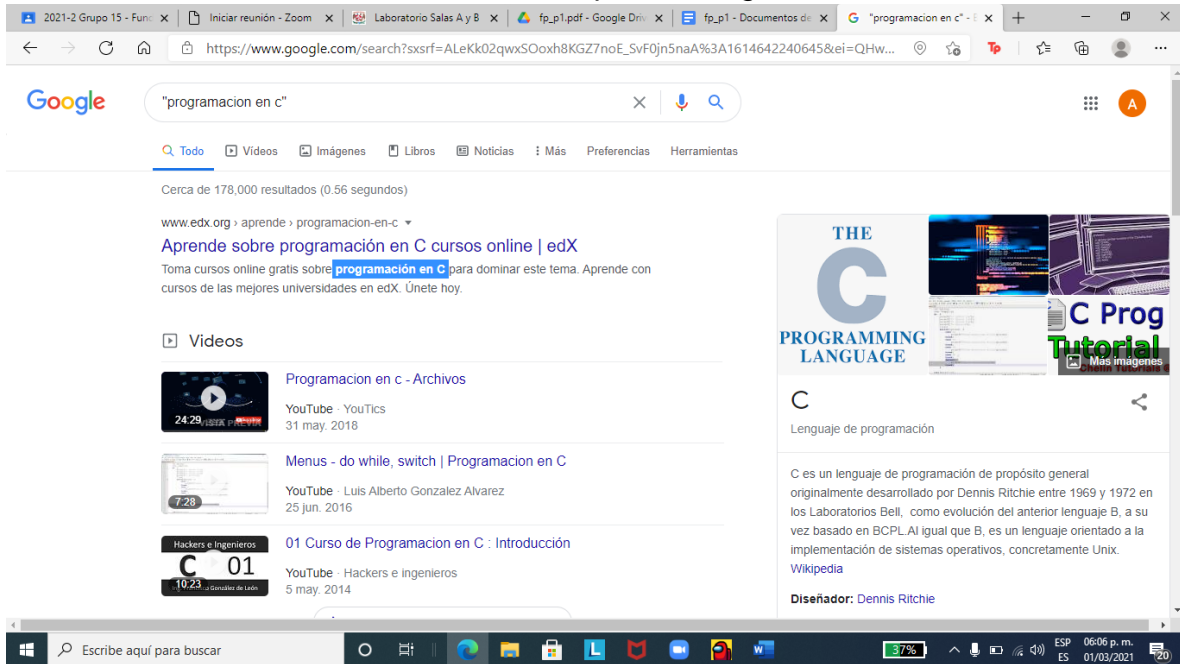 2021-2 Grupo 15 - Func
Iniciar reunión - Zoom
Laboratorio Salas A y B
fp_p1.pdf - Google Driv
fp_p1 - Documentos de
"programacion en c" - B
https://www.google.com/search?sxsrf=ALeKk02qwxSOoxh8KGZ7noE_SvF0jn5naA%3A1614642240645&ei=QHw...
Google
"programacion en c"
A
Todo
Vídeos
Imágenes
Libros
Noticias
Más
Preferencias
Herramientas
Cerca de 178,000 resultados (0.56 segundos)
www.edx.org › aprende › programacion-en-c
Aprende sobre programación en C cursos online | edX
Toma cursos online gratis sobre programación en C para dominar este tema. Aprende con
cursos de las mejores universidades en edX. Únete hoy.
Videos
24:29
VISTA PREVIA
Programacion en c - Archivos
YouTube · YouTics
31 may. 2018
7:28
Menus - do while, switch | Programacion en C
YouTube · Luis Alberto Gonzalez Alvarez
25 jun. 2016
Hackers e Ingenieros
C 01
10:23
González de León
01 Curso de Programacion en C : Introducción
YouTube · Hackers e ingenieros
5 may. 2014
THE
C
PROGRAMMING
LANGUAGE
C Prog
Tutorial
Más imágenes
C
Lenguaje de programación
C es un lenguaje de programación de propósito general
originalmente desarrollado por Dennis Ritchie entre 1969 y 1972 en
los Laboratorios Bell, como evolución del anterior lenguaje B, a su
vez basado en BCPL.Al igual que B, es un lenguaje orientado a la
implementación de sistemas operativos, concretamente Unix.
Wikipedia
Diseñador: Dennis Ritchie
Escribe aquí para buscar
37%
ESP
ES
06:06 p. m.
01/03/2021
20